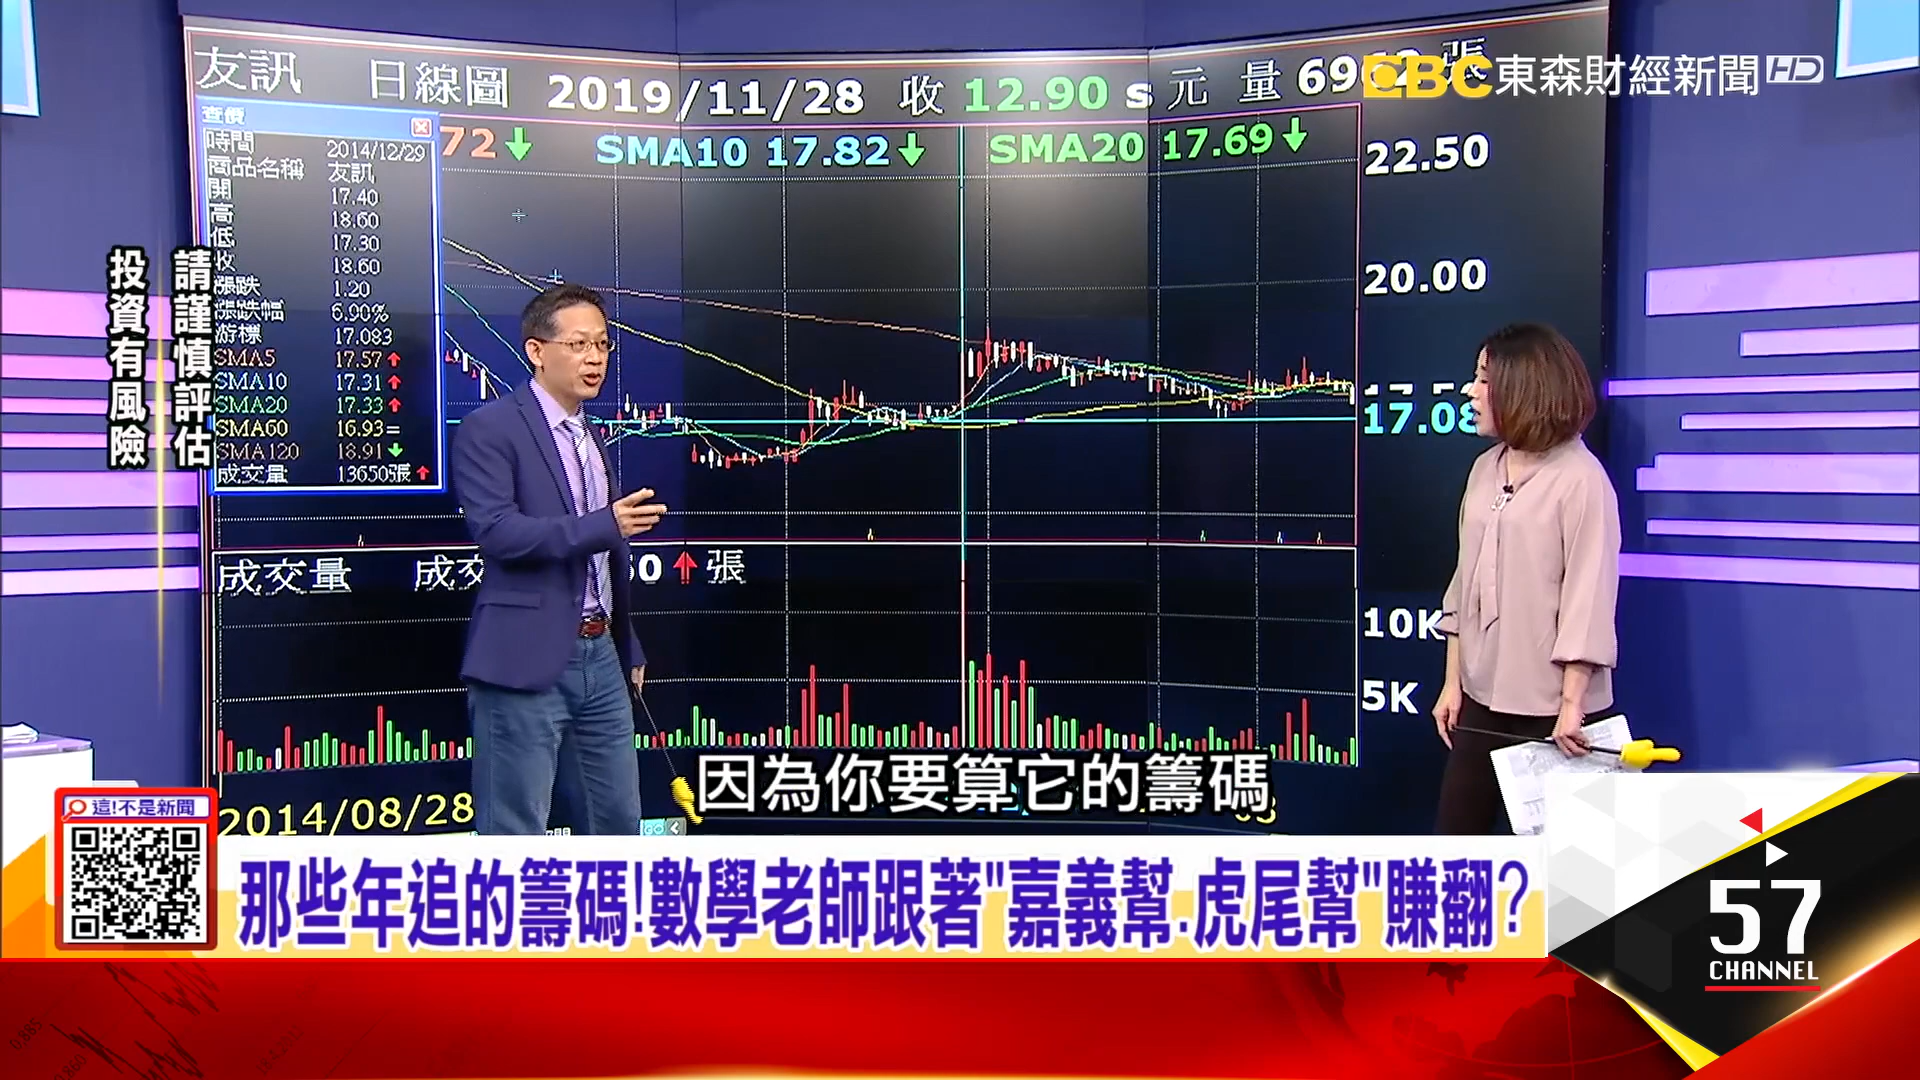 友訊 日線圖 2019/11/28 收 12.90 s 元 量
EBC 東森財經新聞 HD
72↓ SMA10 17.82↓ SMA20 17.69↓
22.50
20.00
17.08
查價
時間 2014/12/29
商品名稱 友訊
開 17.40
高 18.60
低 17.30
收 18.60
漲跌 1.20
漲跌幅 6.90%
游標 17.083
SMA5 17.57↑
SMA10 17.31↑
SMA20 17.33↑
SMA60 16.93=
SMA120 18.91↓
成交量 13650張↑
請謹慎評估
投資有風險
成交量 成交 50↑張
10K
5K
2014/08/28
因為你要算它的籌碼
這!不是新聞
那些年追的籌碼!數學老師跟著"嘉義幫.虎尾幫"賺翻?
57
CHANNEL